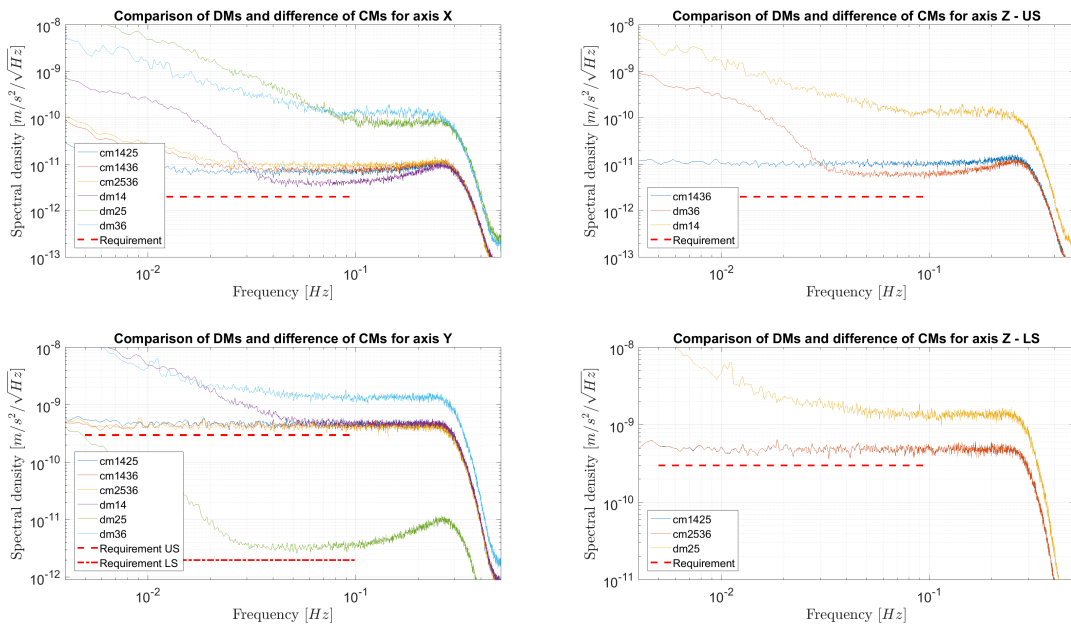 Comparison of DMs and difference of CMs for axis X
Spectral density [m/s²/√Hz]
10⁻⁸
10⁻⁹
10⁻¹⁰
10⁻¹¹
10⁻¹²
10⁻¹³
cm1425
cm1436
cm2536
dm14
dm25
dm36
Requirement
10⁻²
10⁻¹
Frequency [Hz]
Comparison of DMs and difference of CMs for axis Z - US
Spectral density [m/s²/√Hz]
10⁻⁸
10⁻⁹
10⁻¹⁰
10⁻¹¹
10⁻¹²
10⁻¹³
cm1436
dm36
dm14
Requirement
10⁻²
10⁻¹
Frequency [Hz]
Comparison of DMs and difference of CMs for axis Y
Spectral density [m/s²/√Hz]
10⁻⁸
10⁻⁹
10⁻¹⁰
10⁻¹¹
10⁻¹²
cm1425
cm1436
cm2536
dm14
dm25
dm36
Requirement US
Requirement LS
10⁻²
10⁻¹
Frequency [Hz]
Comparison of DMs and difference of CMs for axis Z - LS
Spectral density [m/s²/√Hz]
10⁻⁸
10⁻⁹
10⁻¹⁰
10⁻¹¹
cm1425
cm2536
dm25
Requirement
10⁻²
10⁻¹
Frequency [Hz]